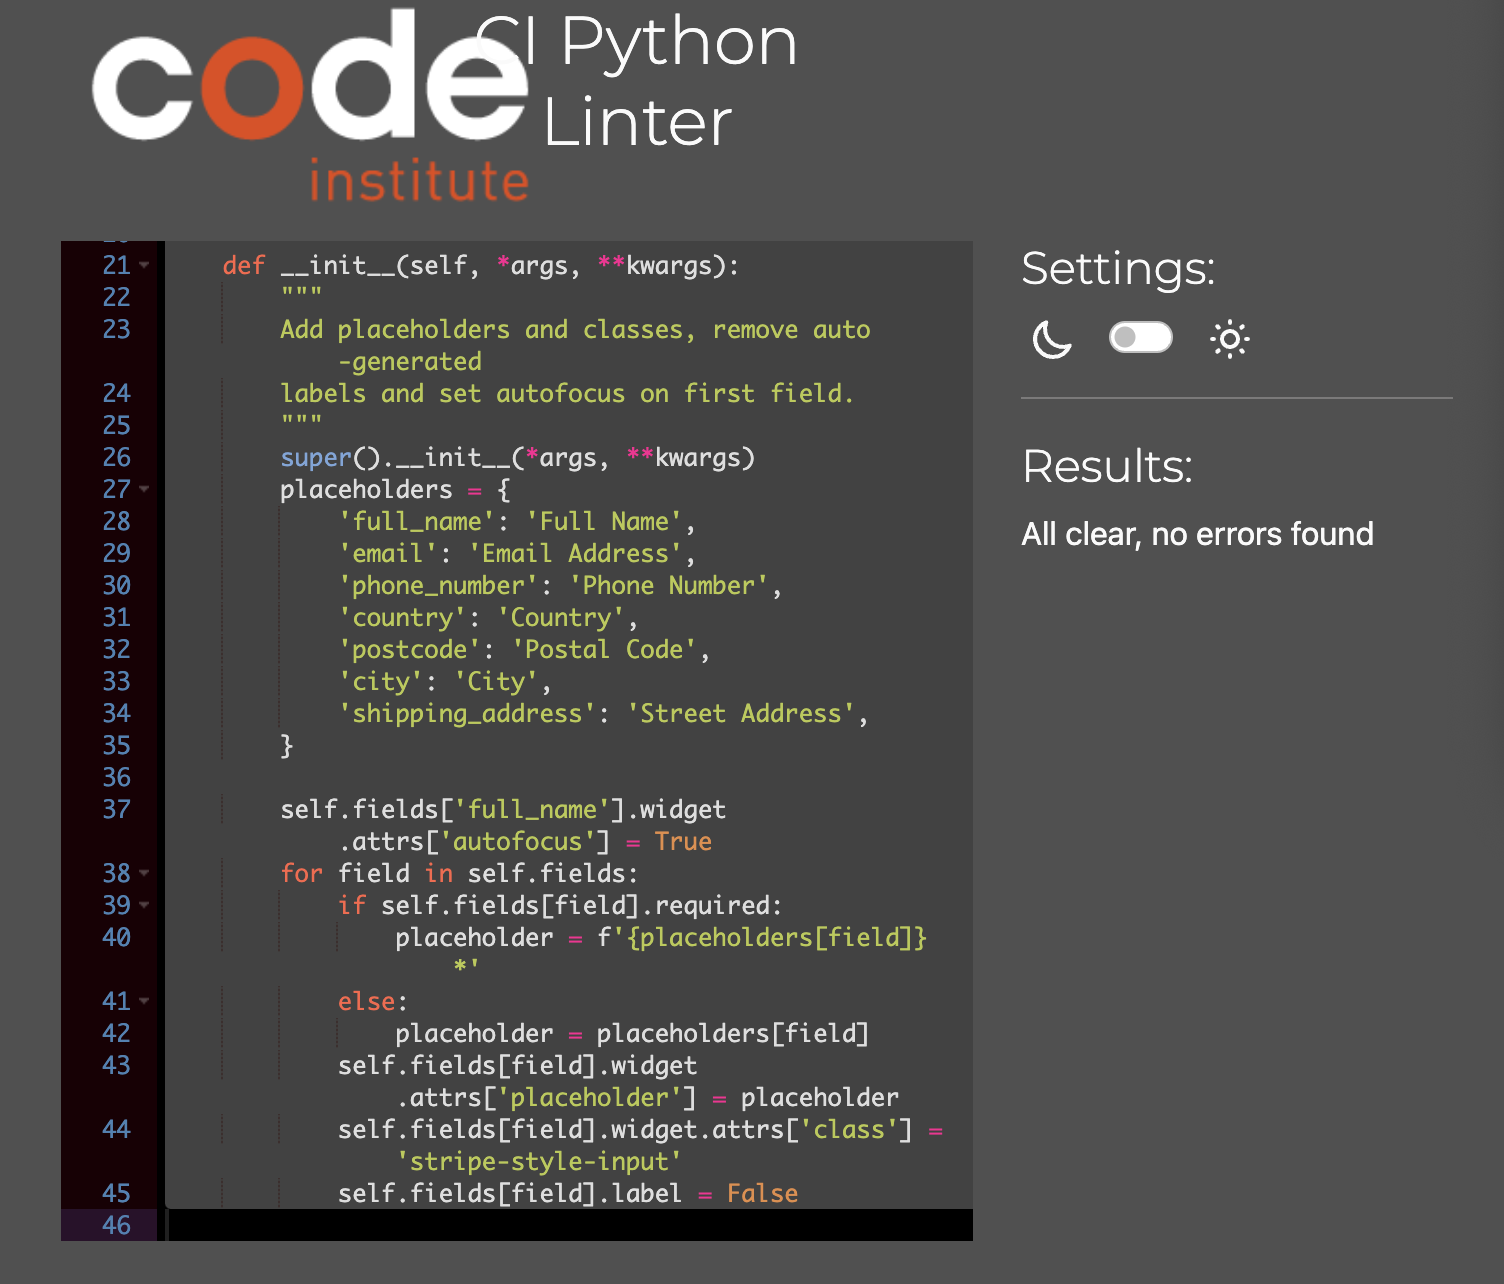 code
institute
CI Python
Linter
21 def __init__(self, *args, **kwargs):
22 """
23 Add placeholders and classes, remove auto
-generated
24 labels and set autofocus on first field.
25 """
26 super().__init__(*args, **kwargs)
27 placeholders = {
28 'full_name': 'Full Name',
29 'email': 'Email Address',
30 'phone_number': 'Phone Number',
31 'country': 'Country',
32 'postcode': 'Postal Code',
33 'city': 'City',
34 'shipping_address': 'Street Address',
35 }
36
37 self.fields['full_name'].widget
.attrs['autofocus'] = True
38 for field in self.fields:
39 if self.fields[field].required:
40 placeholder = f'{placeholders[field]}
*'
41 else:
42 placeholder = placeholders[field]
43 self.fields[field].widget
.attrs['placeholder'] = placeholder
44 self.fields[field].widget.attrs['class'] =
'stripe-style-input'
45 self.fields[field].label = False
46
Settings:
Results:
All clear, no errors found